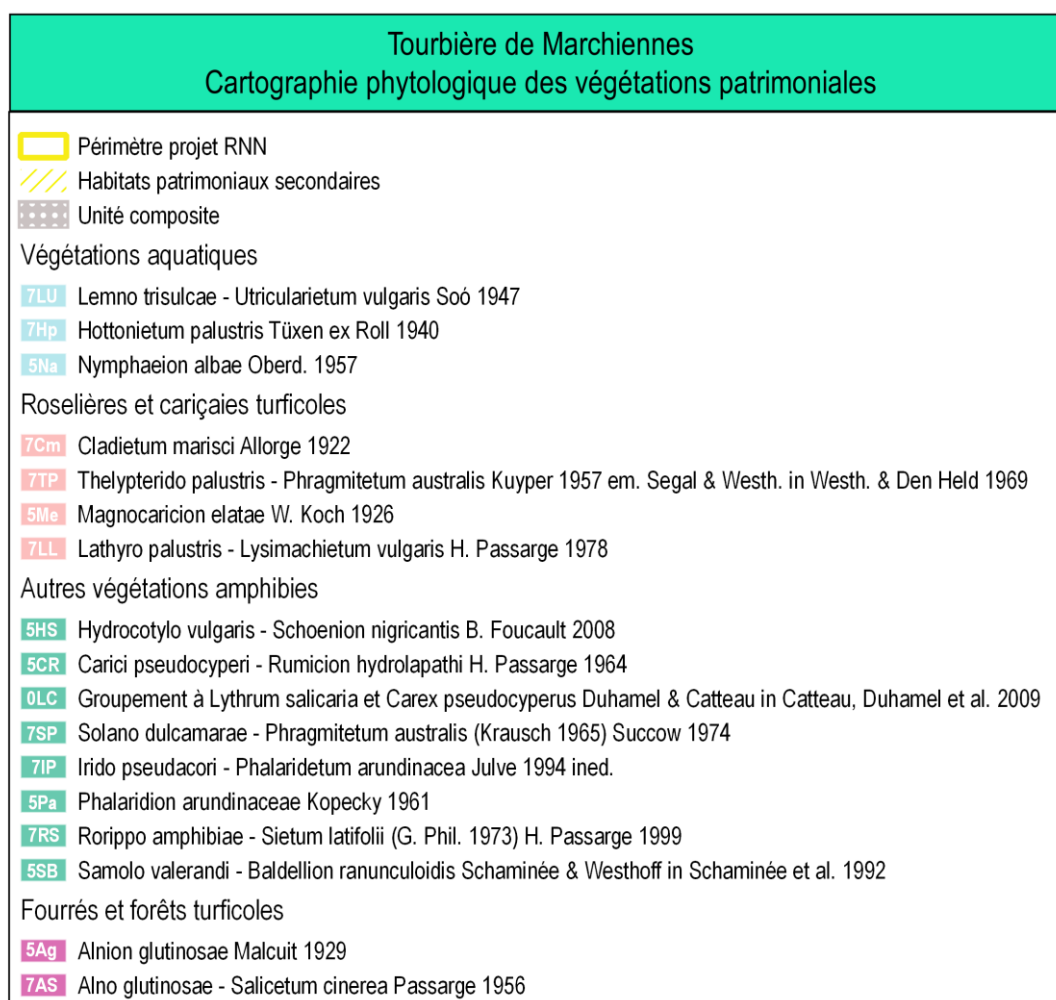 Tourbière de Marchiennes
Cartographie phytologique des végétations patrimoniales
Périmètre projet RNN
Habitats patrimoniaux secondaires
Unité composite
Végétations aquatiques
7LU Lemno trisulcae - Utricularietum vulgaris Soó 1947
7Hp Hottonietum palustris Tüxen ex Roll 1940
5Na Nymphaeion albae Oberd. 1957
Roselières et cariçaies turficoles
7Cm Cladietum marisci Allorge 1922
7TP Thelypterido palustris - Phragmitetum australis Kuyper 1957 em. Segal & Westh. in Westh. & Den Held 1969
5Me Magnocaricion elatae W. Koch 1926
7LL Lathyro palustris - Lysimachietum vulgaris H. Passarge 1978
Autres végétations amphibies
5HS Hydrocotylo vulgaris - Schoenion nigricantis B. Foucault 2008
5CR Carici pseudocyperi - Rumicion hydrolapathi H. Passarge 1964
0LC Groupement à Lythrum salicaria et Carex pseudocyperus Duhamel & Catteau in Catteau, Duhamel et al. 2009
7SP Solano dulcamarae - Phragmitetum australis (Krausch 1965) Succow 1974
7IP Irido pseudacori - Phalaridetum arundinacea Julve 1994 ined.
5Pa Phalaridion arundinaceae Kopecky 1961
7RS Rorippo amphibiae - Sietum latifolii (G. Phil. 1973) H. Passarge 1999
5SB Samolo valerandi - Baldellion ranunculoidis Schaminée & Westhoff in Schaminée et al. 1992
Fourrés et forêts turficoles
5Ag Alnion glutinosae Malcuit 1929
7AS Alno glutinosae - Salicetum cinerea Passarge 1956